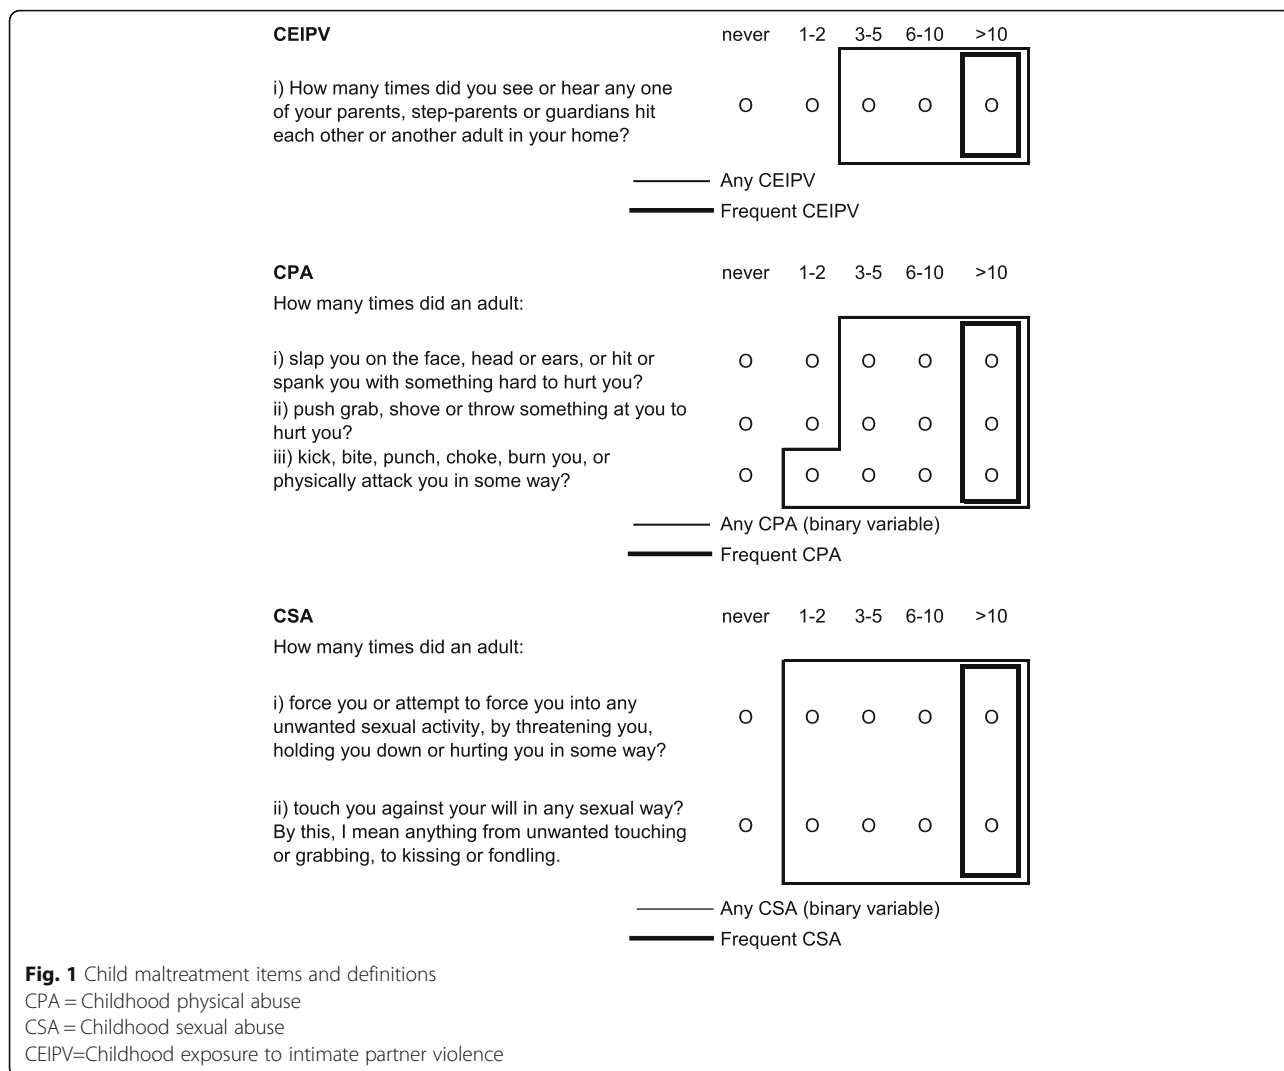 CEIPV never 1-2 3-5 6-10 >10
i) How many times did you see or hear any one
of your parents, step-parents or guardians hit
each other or another adult in your home?
O O O O O
Any CEIPV
Frequent CEIPV
CPA never 1-2 3-5 6-10 >10
How many times did an adult:
i) slap you on the face, head or ears, or hit or
spank you with something hard to hurt you?
O O O O O
ii) push grab, shove or throw something at you to
hurt you?
O O O O O
iii) kick, bite, punch, choke, burn you, or
physically attack you in some way?
O O O O O
Any CPA (binary variable)
Frequent CPA
CSA never 1-2 3-5 6-10 >10
How many times did an adult:
i) force you or attempt to force you into any
unwanted sexual activity, by threatening you,
holding you down or hurting you in some way?
O O O O O
ii) touch you against your will in any sexual way?
By this, I mean anything from unwanted touching
or grabbing, to kissing or fondling.
O O O O O
Any CSA (binary variable)
Frequent CSA
Fig. 1 Child maltreatment items and definitions
CPA = Childhood physical abuse
CSA = Childhood sexual abuse
CEIPV=Childhood exposure to intimate partner violence